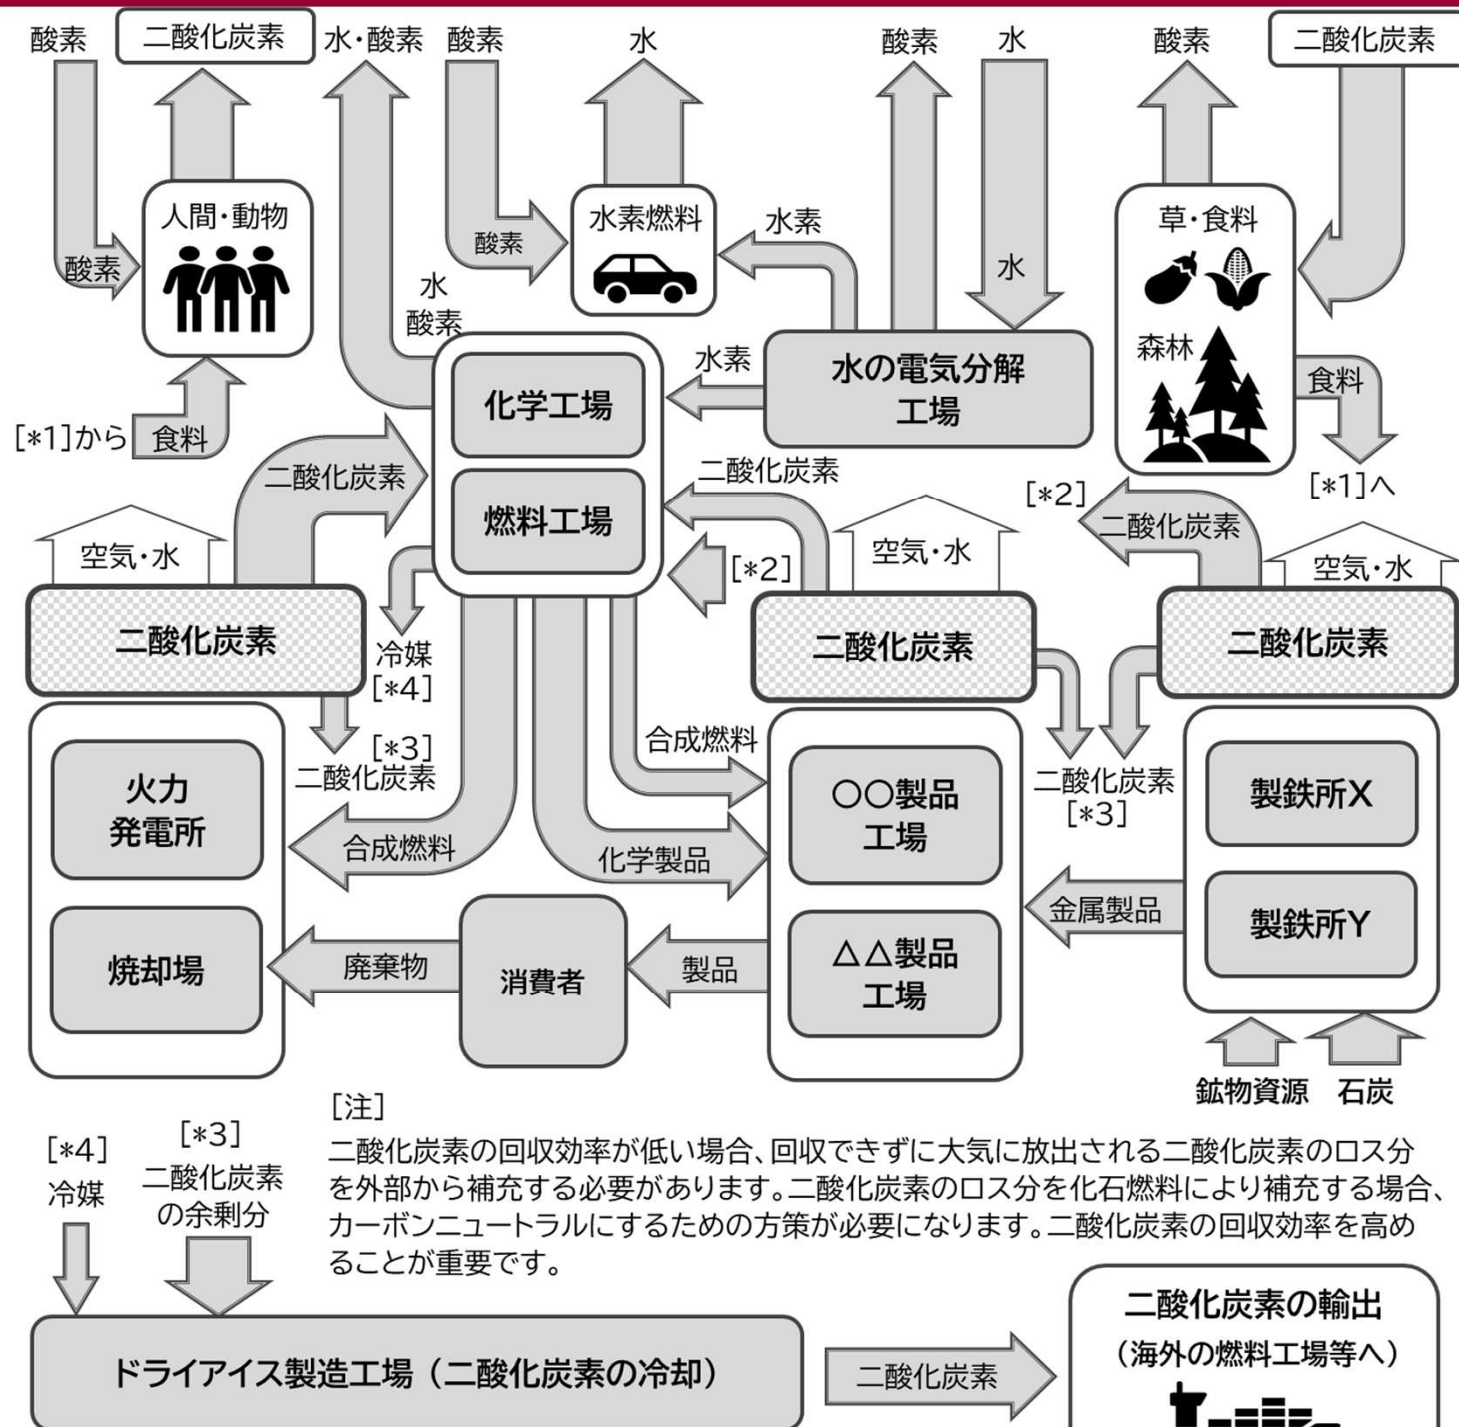 酸素
二酸化炭素
水・酸素
酸素
水
酸素
水
酸素
二酸化炭素
人間・動物
酸素
酸素
水素燃料
水素
水
草・食料
森林
水
酸素
水素
水の電気分解
工場
食料
[*1]へ
[*1]から
食料
化学工場
燃料工場
二酸化炭素
二酸化炭素
[*2]
[*2]
二酸化炭素
空気・水
空気・水
空気・水
二酸化炭素
二酸化炭素
二酸化炭素
冷媒
[*4]
[*3]
二酸化炭素
合成燃料
二酸化炭素
[*3]
火力
発電所
合成燃料
化学製品
〇〇製品
工場
製鉄所X
金属製品
製鉄所Y
焼却場
廃棄物
消費者
製品
△△製品
工場
鉱物資源
石炭
[注]
二酸化炭素の回収効率が低い場合、回収できずに大気に放出される二酸化炭素のロス分
を外部から補充する必要があります。二酸化炭素のロス分を化石燃料により補充する場合、
カーボンニュートラルにするための方策が必要になります。二酸化炭素の回収効率を高め
ることが重要です。
[*4]
冷媒
[*3]
二酸化炭素
の余剰分
ドライアイス製造工場（二酸化炭素の冷却）
二酸化炭素
二酸化炭素の輸出
（海外の燃料工場等へ）